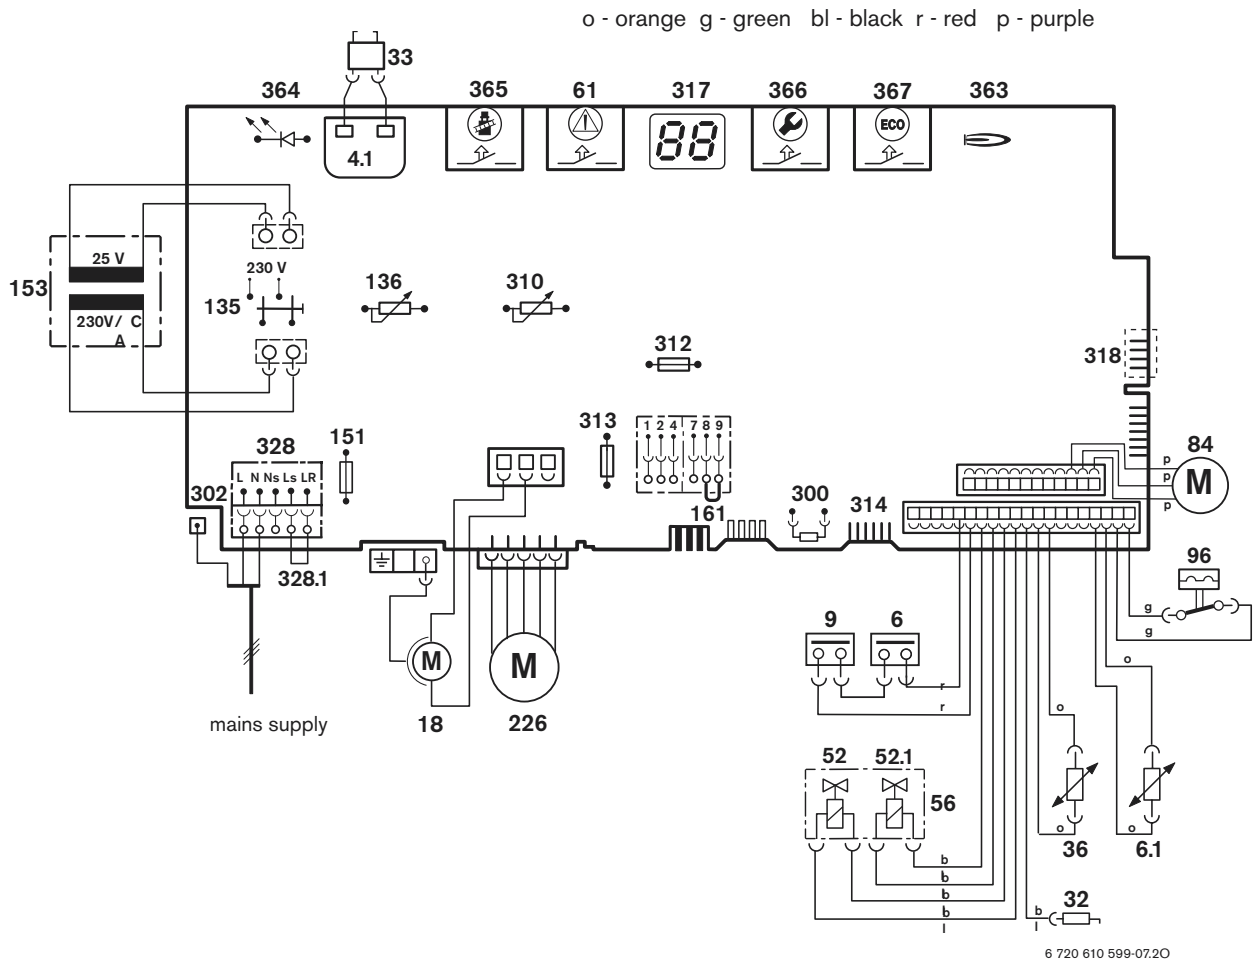 o - orange g - green bl - black r - red p - purple
33
364
365
61
317
366
367
363
4.1
88
ECO
25 V
153
230V/ C
A
230 V
135
136
310
312
318
313
1 2 4 7 8 9
328
151
L N Ns Ls LR
302
161
300
314
84
p
p
p
M
328.1
96
g
g
9
6
M
M
mains supply
18
226
r
r
o
o
52
52.1
56
o
o
36
6.1
b
l
b
l
b
l
b
l
b
l
32
6 720 610 599-07.2O